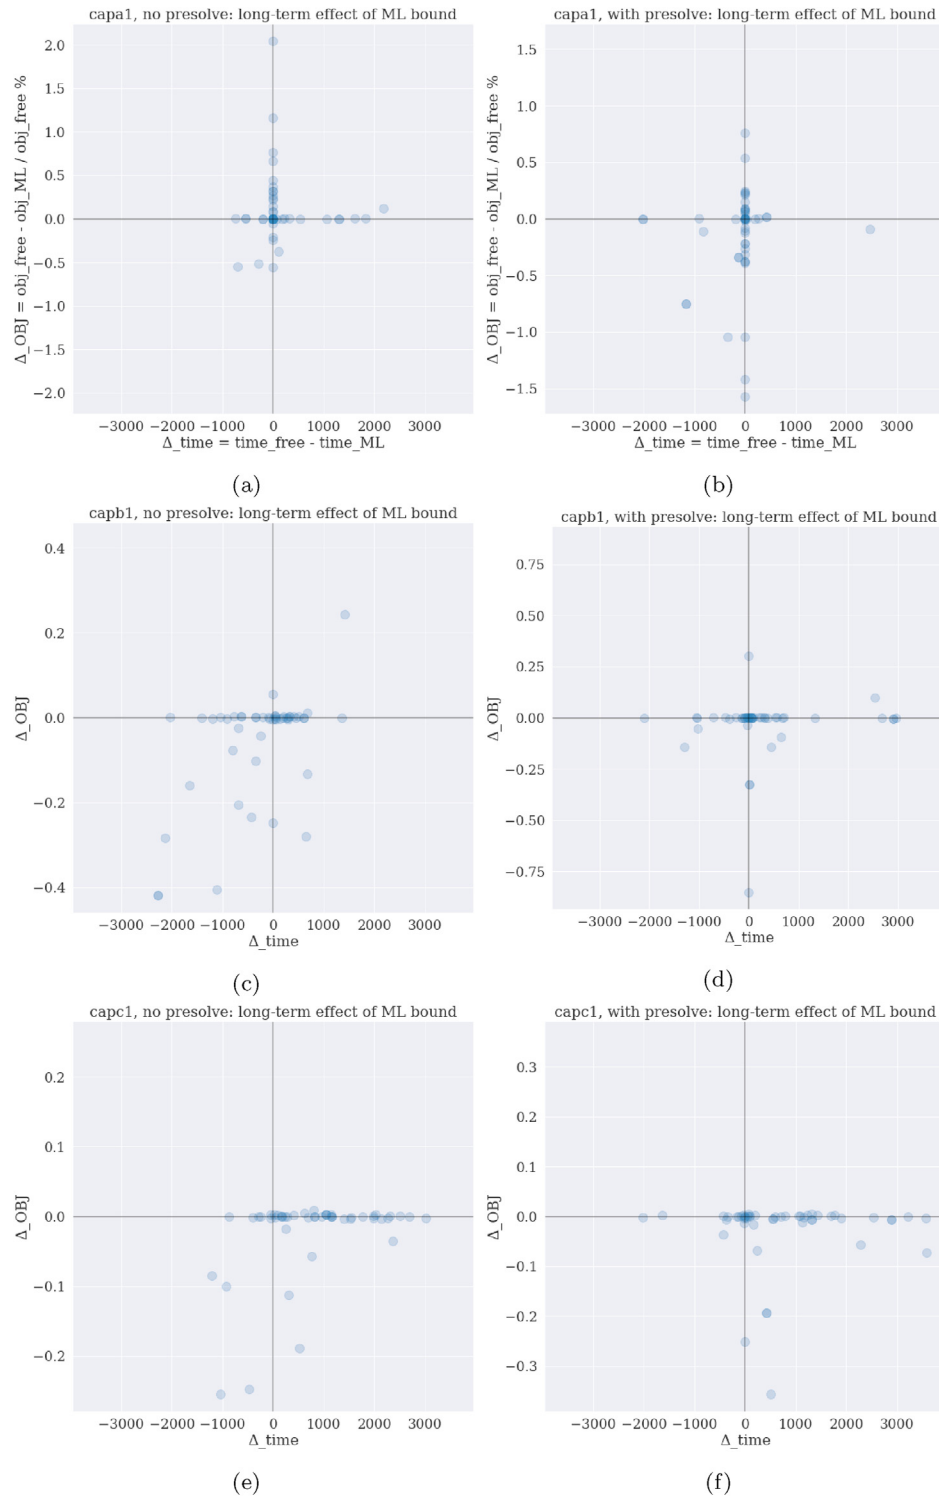 capa1, no presolve: long-term effect of ML bound
Δ_OBJ = obj_free - obj_ML / obj_free %
2.0
1.5
1.0
0.5
0.0
−0.5
−1.0
−1.5
−2.0
−3000 −2000 −1000 0 1000 2000 3000
Δ_time = time_free - time_ML
(a)
capa1, with presolve: long-term effect of ML bound
Δ_OBJ = obj_free - obj_ML / obj_free %
1.5
1.0
0.5
0.0
−0.5
−1.0
−1.5
−3000 −2000 −1000 0 1000 2000 3000
Δ_time = time_free - time_ML
(b)
capb1, no presolve: long-term effect of ML bound
Δ_OBJ
0.4
0.2
0.0
−0.2
−0.4
−3000 −2000 −1000 0 1000 2000 3000
Δ_time
(c)
capb1, with presolve: long-term effect of ML bound
Δ_OBJ
0.75
0.50
0.25
0.00
−0.25
−0.50
−0.75
−3000 −2000 −1000 0 1000 2000 3000
Δ_time
(d)
capc1, no presolve: long-term effect of ML bound
Δ_OBJ
0.2
0.1
0.0
−0.1
−0.2
−3000 −2000 −1000 0 1000 2000 3000
Δ_time
(e)
capc1, with presolve: long-term effect of ML bound
Δ_OBJ
0.3
0.2
0.1
0.0
−0.1
−0.2
−0.3
−3000 −2000 −1000 0 1000 2000 3000
Δ_time
(f)